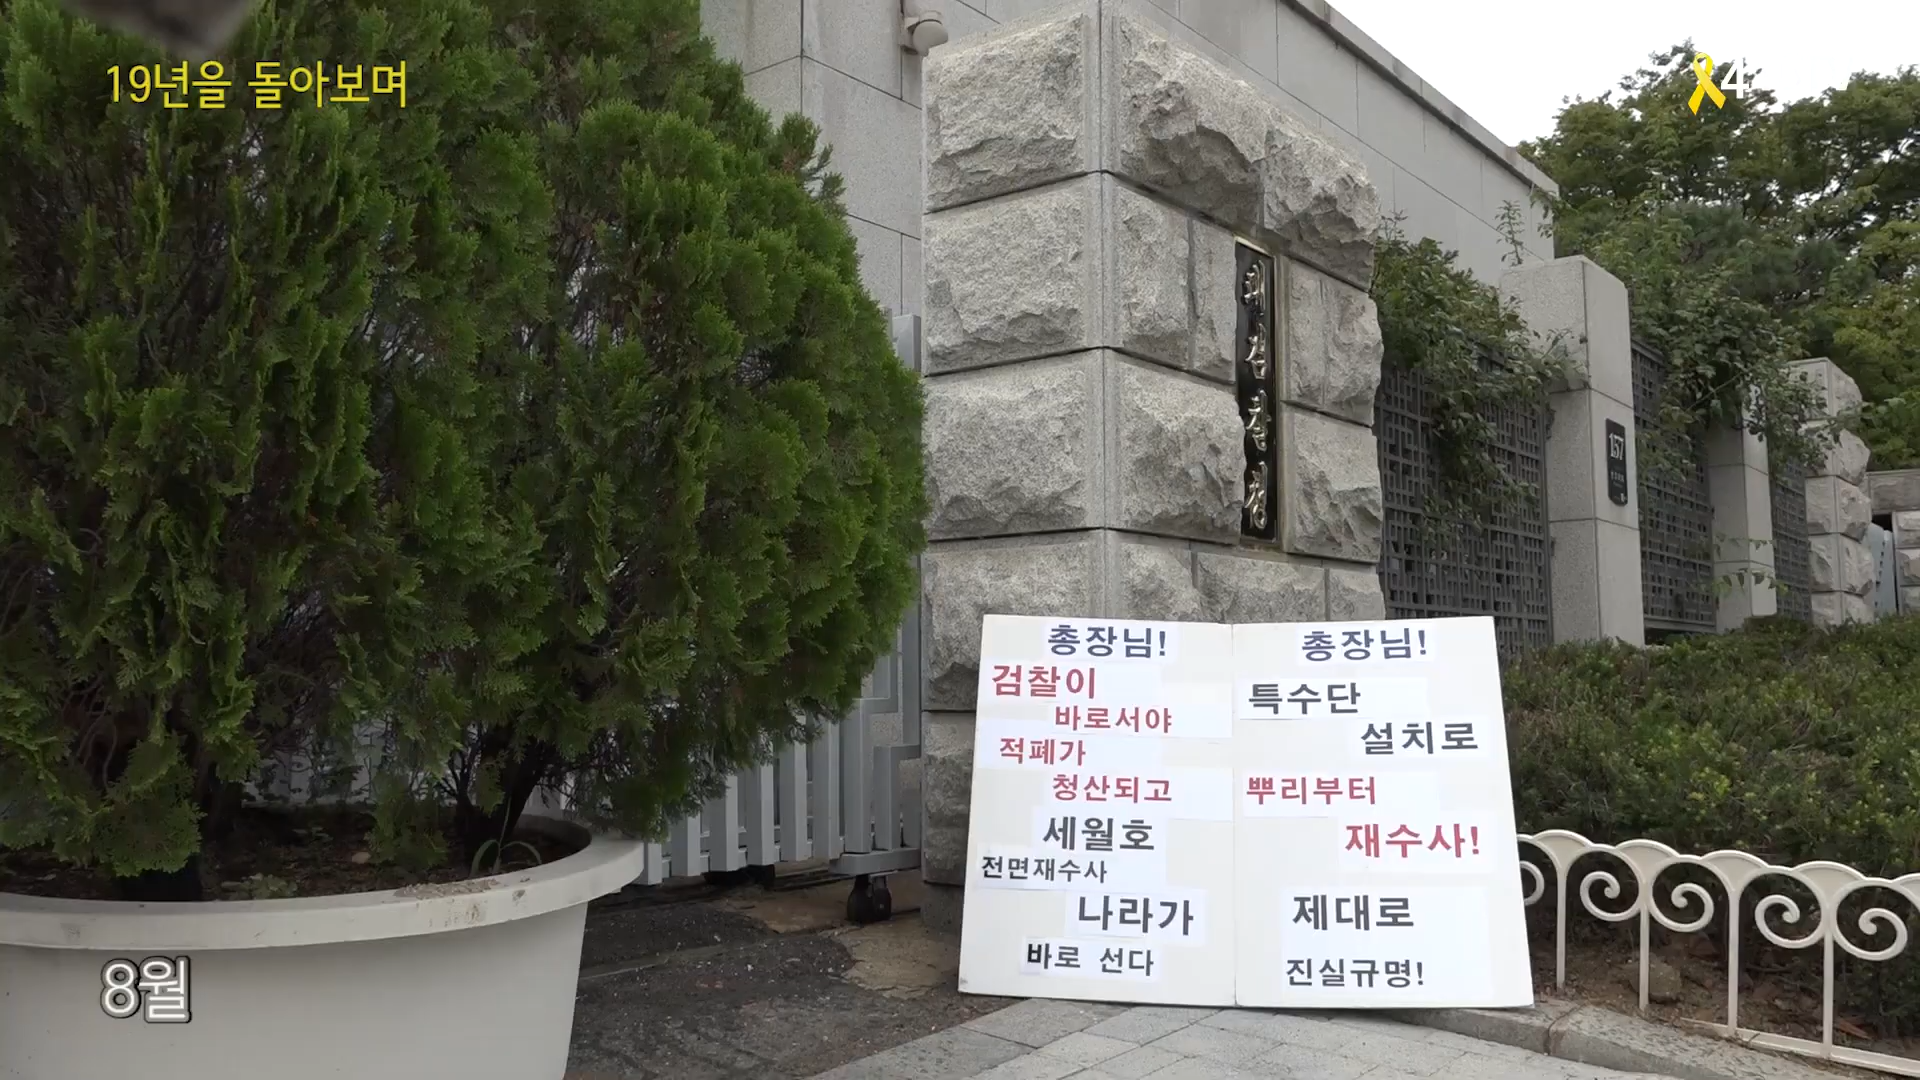 19년을 돌아보며
대검찰청
157
총장님!
검찰이
바로서야
적폐가
청산되고
세월호
전면재수사
나라가
바로 선다
총장님!
특수단
설치로
뿌리부터
재수사!
제대로
진실규명!
8월